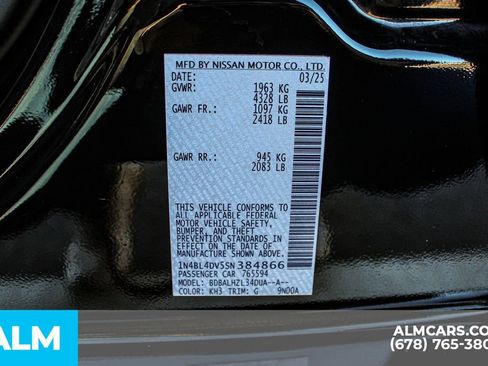 MFD BY NISSAN MOTOR CO., LTD.
DATE: 03/25
GVWR: 1963 KG
4328 LB
GAWR FR.: 1097 KG
2418 LB
GAWR RR.: 945 KG
2083 LB
THIS VEHICLE CONFORMS TO
ALL APPLICABLE FEDERAL
MOTOR VEHICLE SAFETY,
BUMPER, AND THEFT
PREVENTION STANDARDS IN
EFFECT ON THE DATE OF
MANUFACTURE SHOWN ABOVE.
1N4BL4DV5SN384866
PASSENGER CAR 765594
MODEL: BDBALHZL34DUA--A--
COLOR: KH3 TRIM: G 9N00A
ALM
ALMCARS.COM
(678) 765-380